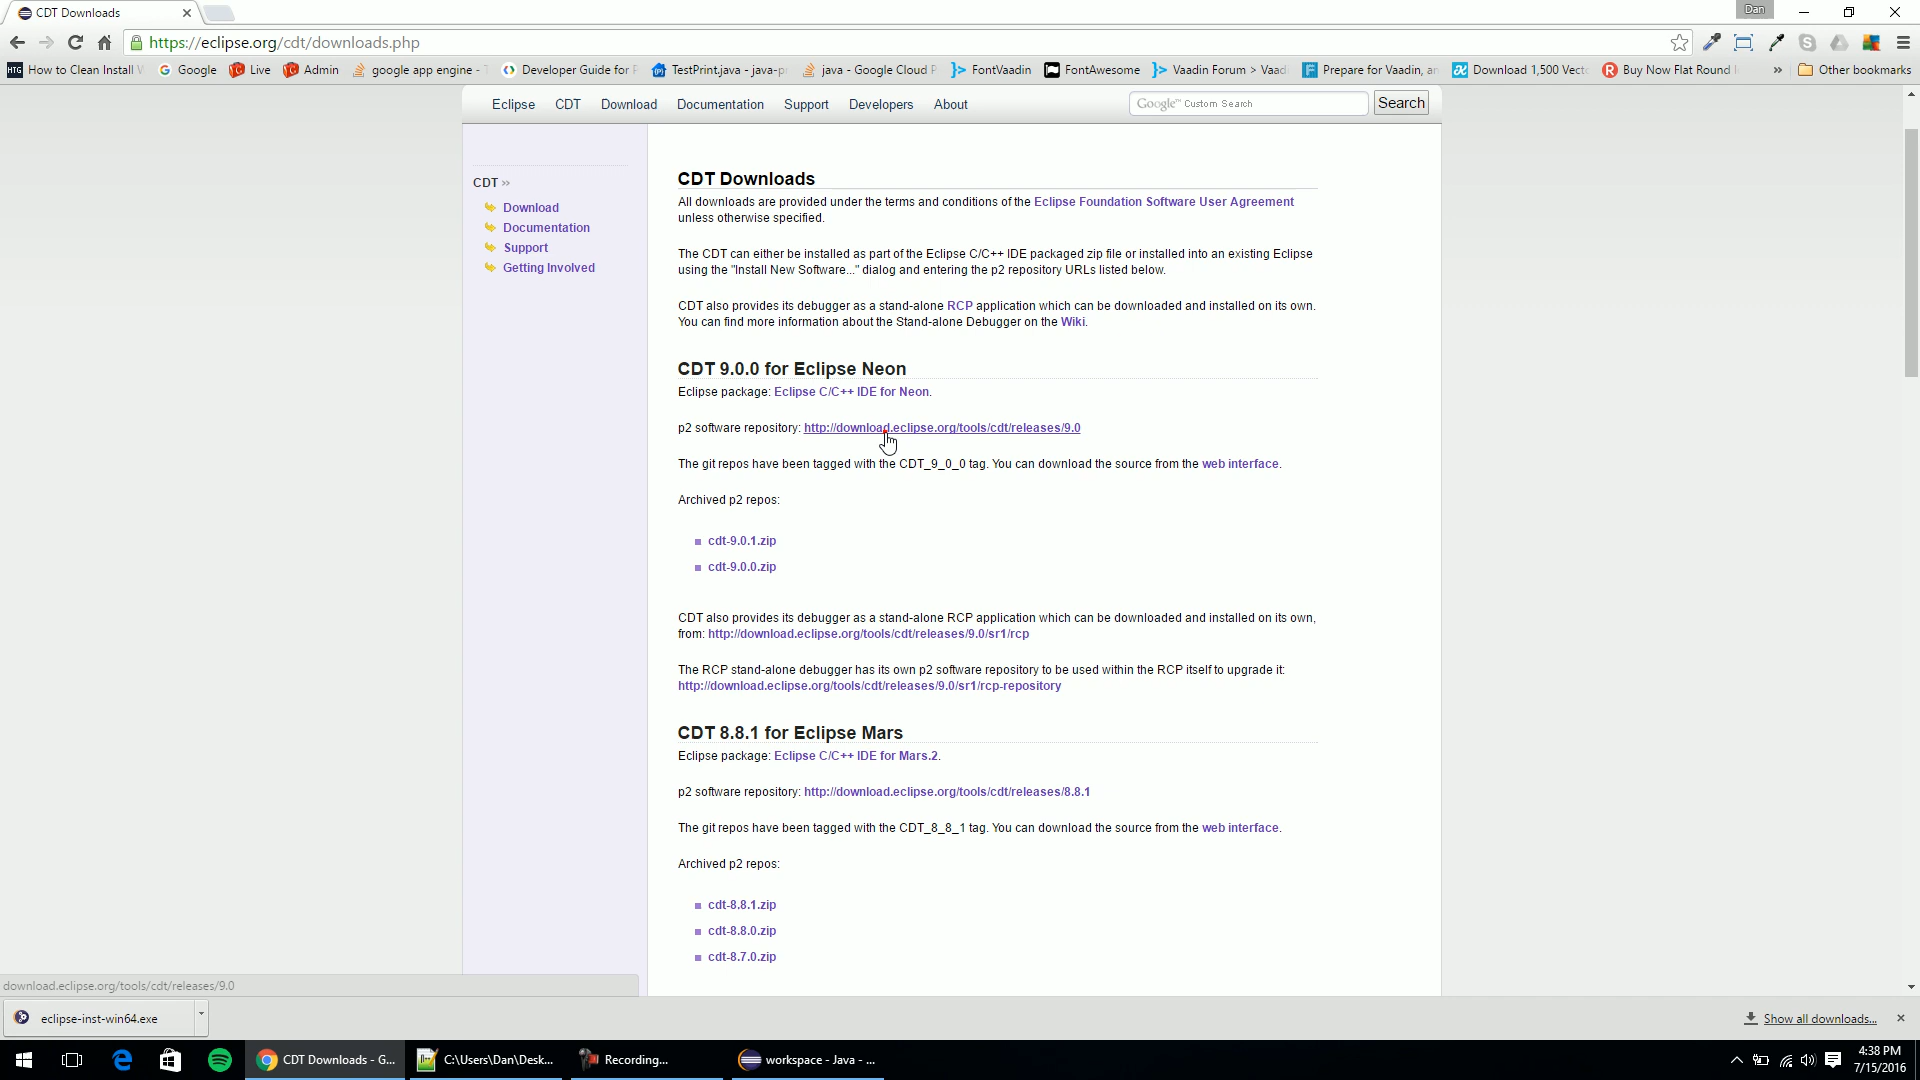 CDT Downloads
Dan
https://eclipse.org/cdt/downloads.php
How to Clean Install
Google
Live
Admin
google app engine -
Developer Guide for
TestPrint.java - java-p
java - Google Cloud P
FontVaadin
FontAwesome
Vaadin Forum > Vaad
Prepare for Vaadin, a
Download 1,500 Vect
Buy Now Flat Round
»
Other bookmarks
Eclipse
CDT
Download
Documentation
Support
Developers
About
Google™ Custom Search
Search
CDT »
Download
Documentation
Support
Getting Involved
CDT Downloads
All downloads are provided under the terms and conditions of the Eclipse Foundation Software User Agreement
unless otherwise specified.
The CDT can either be installed as part of the Eclipse C/C++ IDE packaged zip file or installed into an existing Eclipse
using the "Install New Software..." dialog and entering the p2 repository URLs listed below.
CDT also provides its debugger as a stand-alone RCP application which can be downloaded and installed on its own.
You can find more information about the Stand-alone Debugger on the Wiki.
CDT 9.0.0 for Eclipse Neon
Eclipse package: Eclipse C/C++ IDE for Neon.
p2 software repository: http://download.eclipse.org/tools/cdt/releases/9.0
The git repos have been tagged with the CDT_9_0_0 tag. You can download the source from the web interface.
Archived p2 repos:
cdt-9.0.1.zip
cdt-9.0.0.zip
CDT also provides its debugger as a stand-alone RCP application which can be downloaded and installed on its own,
from: http://download.eclipse.org/tools/cdt/releases/9.0/sr1/rcp
The RCP stand-alone debugger has its own p2 software repository to be used within the RCP itself to upgrade it:
http://download.eclipse.org/tools/cdt/releases/9.0/sr1/rcp-repository
CDT 8.8.1 for Eclipse Mars
Eclipse package: Eclipse C/C++ IDE for Mars.2.
p2 software repository: http://download.eclipse.org/tools/cdt/releases/8.8.1
The git repos have been tagged with the CDT_8_8_1 tag. You can download the source from the web interface.
Archived p2 repos:
cdt-8.8.1.zip
cdt-8.8.0.zip
cdt-8.7.0.zip
download.eclipse.org/tools/cdt/releases/9.0
eclipse-inst-win64.exe
Show all downloads...
CDT Downloads - G...
C:\Users\Dan\Desk...
Recording...
workspace - Java - ...
4:38 PM
7/15/2016